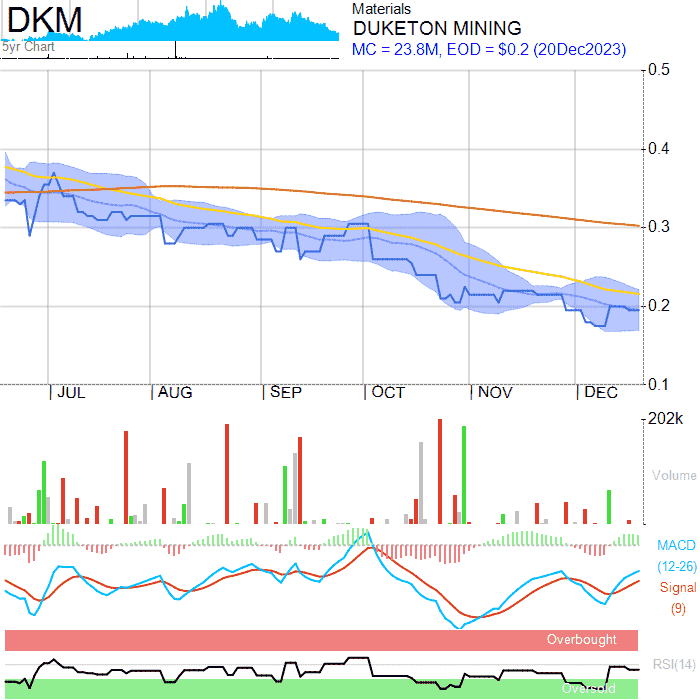 DKM
5yr Chart
Materials
DUKETON MINING
MC = 23.8M, EOD = $0.2 (20Dec2023)
0.5
0.4
0.3
0.2
0.1
JUL AUG SEP OCT NOV DEC
202k
Volume
MACD
(12-26)
Signal
(9)
Overbought
RSI(14)
Oversold